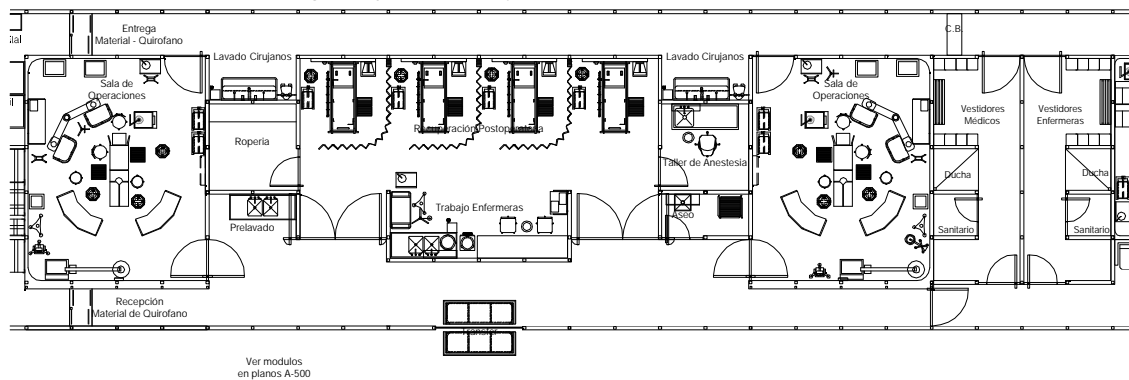 Entrega
Material - Quirofano
C.B.
Lavado Cirujanos
Lavado Cirujanos
Sala de
Operaciones
Sala de
Operaciones
Vestidores
Médicos
Vestidores
Enfermeras
Recuperación Postoperatoria
Ropería
Taller de Anestesia
Ducha
Ducha
Trabajo Enfermeras
Aseo
Prelavado
Sanitario
Sanitario
Recepción
Material de Quirofano
Transfer
Ver modulos
en planos A-500